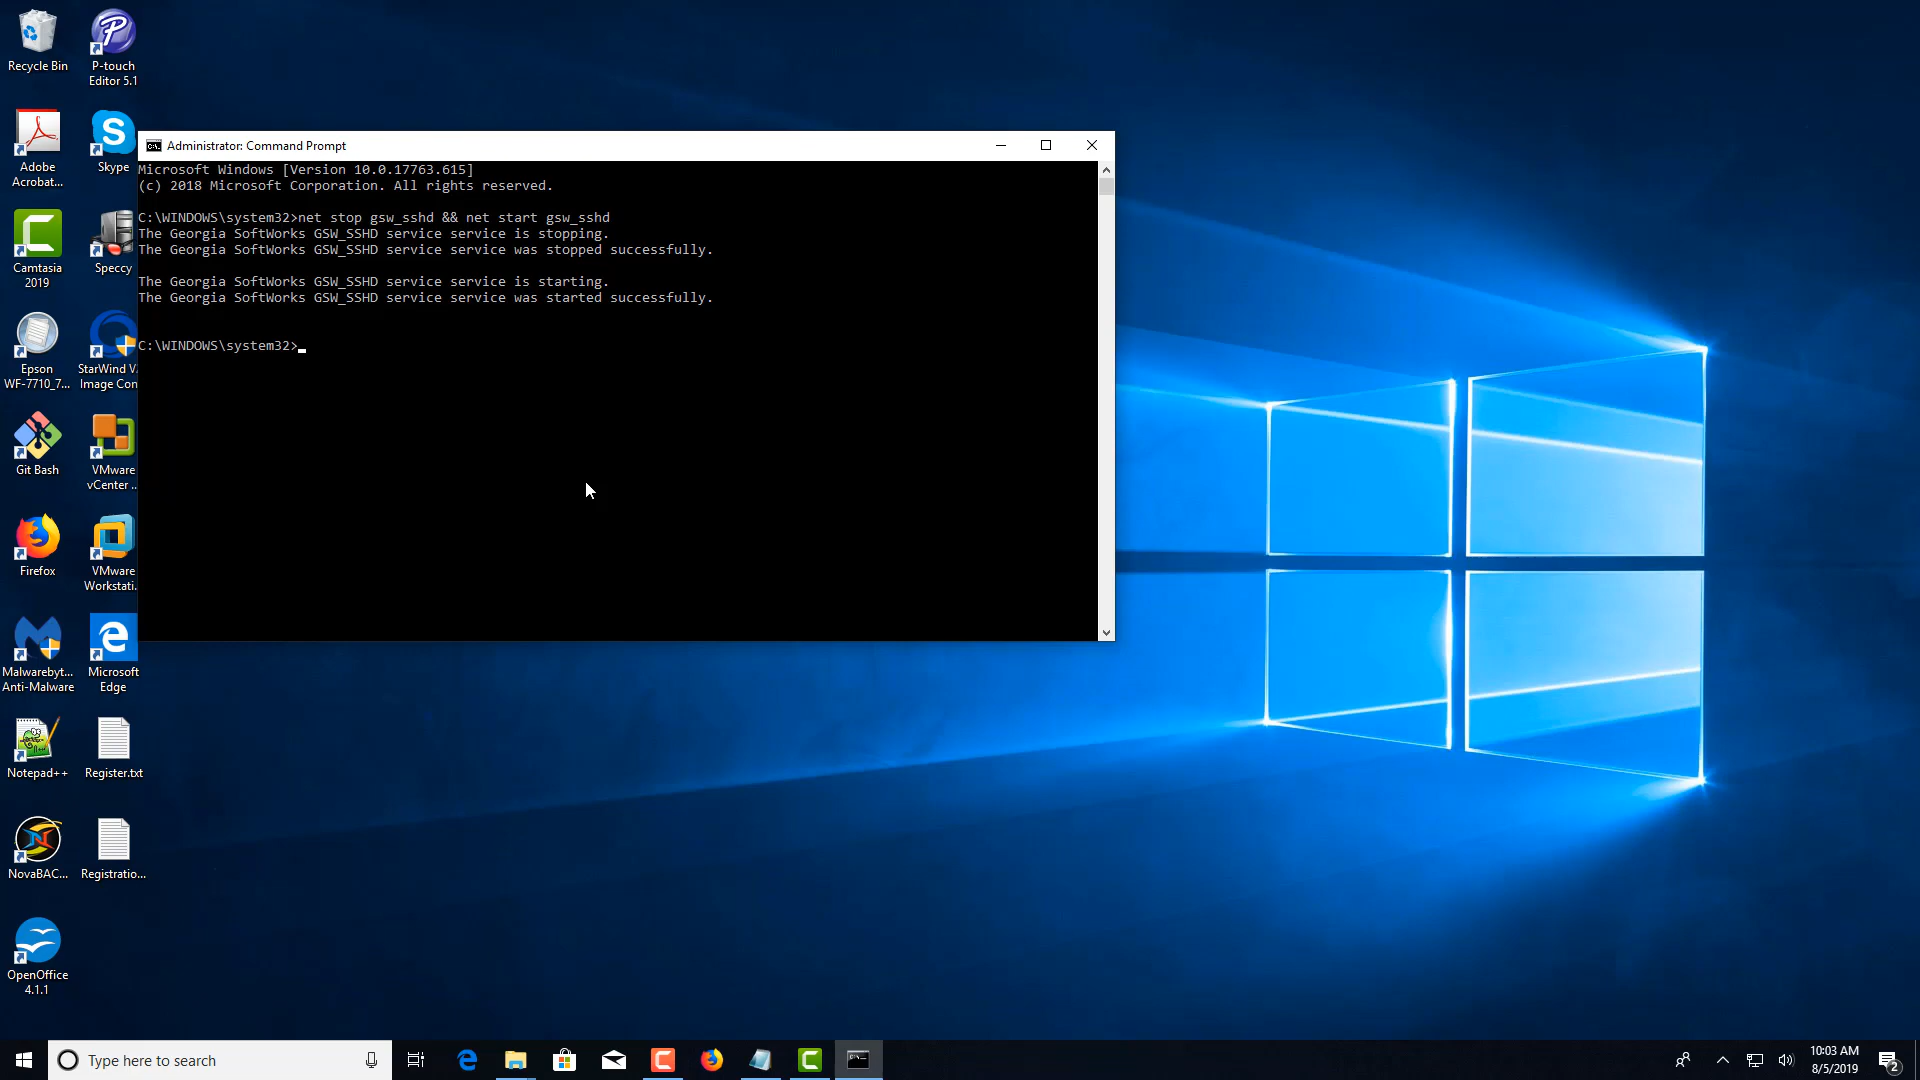 Recycle Bin
P-touch
Editor 5.1
Adobe
Acrobat...
Skype
Camtasia
2019
Speccy
Epson
WF-7710_7...
StarWind V
Image Con
Git Bash
VMware
vCenter ..
Firefox
VMware
Workstati.
Malwarebyt...
Anti-Malware
Microsoft
Edge
Notepad++
Register.txt
NovaBAC...
Registratio...
OpenOffice
4.1.1
Administrator: Command Prompt
Microsoft Windows [Version 10.0.17763.615]
(c) 2018 Microsoft Corporation. All rights reserved.
C:\WINDOWS\system32>net stop gsw_sshd && net start gsw_sshd
The Georgia SoftWorks GSW_SSHD service service is stopping.
The Georgia SoftWorks GSW_SSHD service service was stopped successfully.
The Georgia SoftWorks GSW_SSHD service service is starting.
The Georgia SoftWorks GSW_SSHD service service was started successfully.
C:\WINDOWS\system32>
Type here to search
10:03 AM
8/5/2019
2